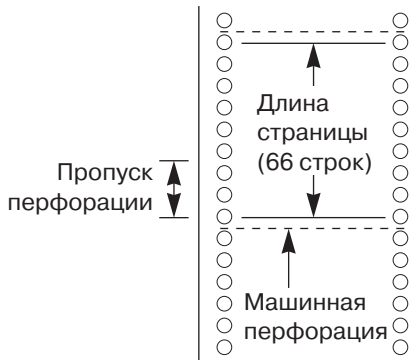 Длина
страницы
(66 строк)
Пропуск
перфорации
Машинная
перфорация